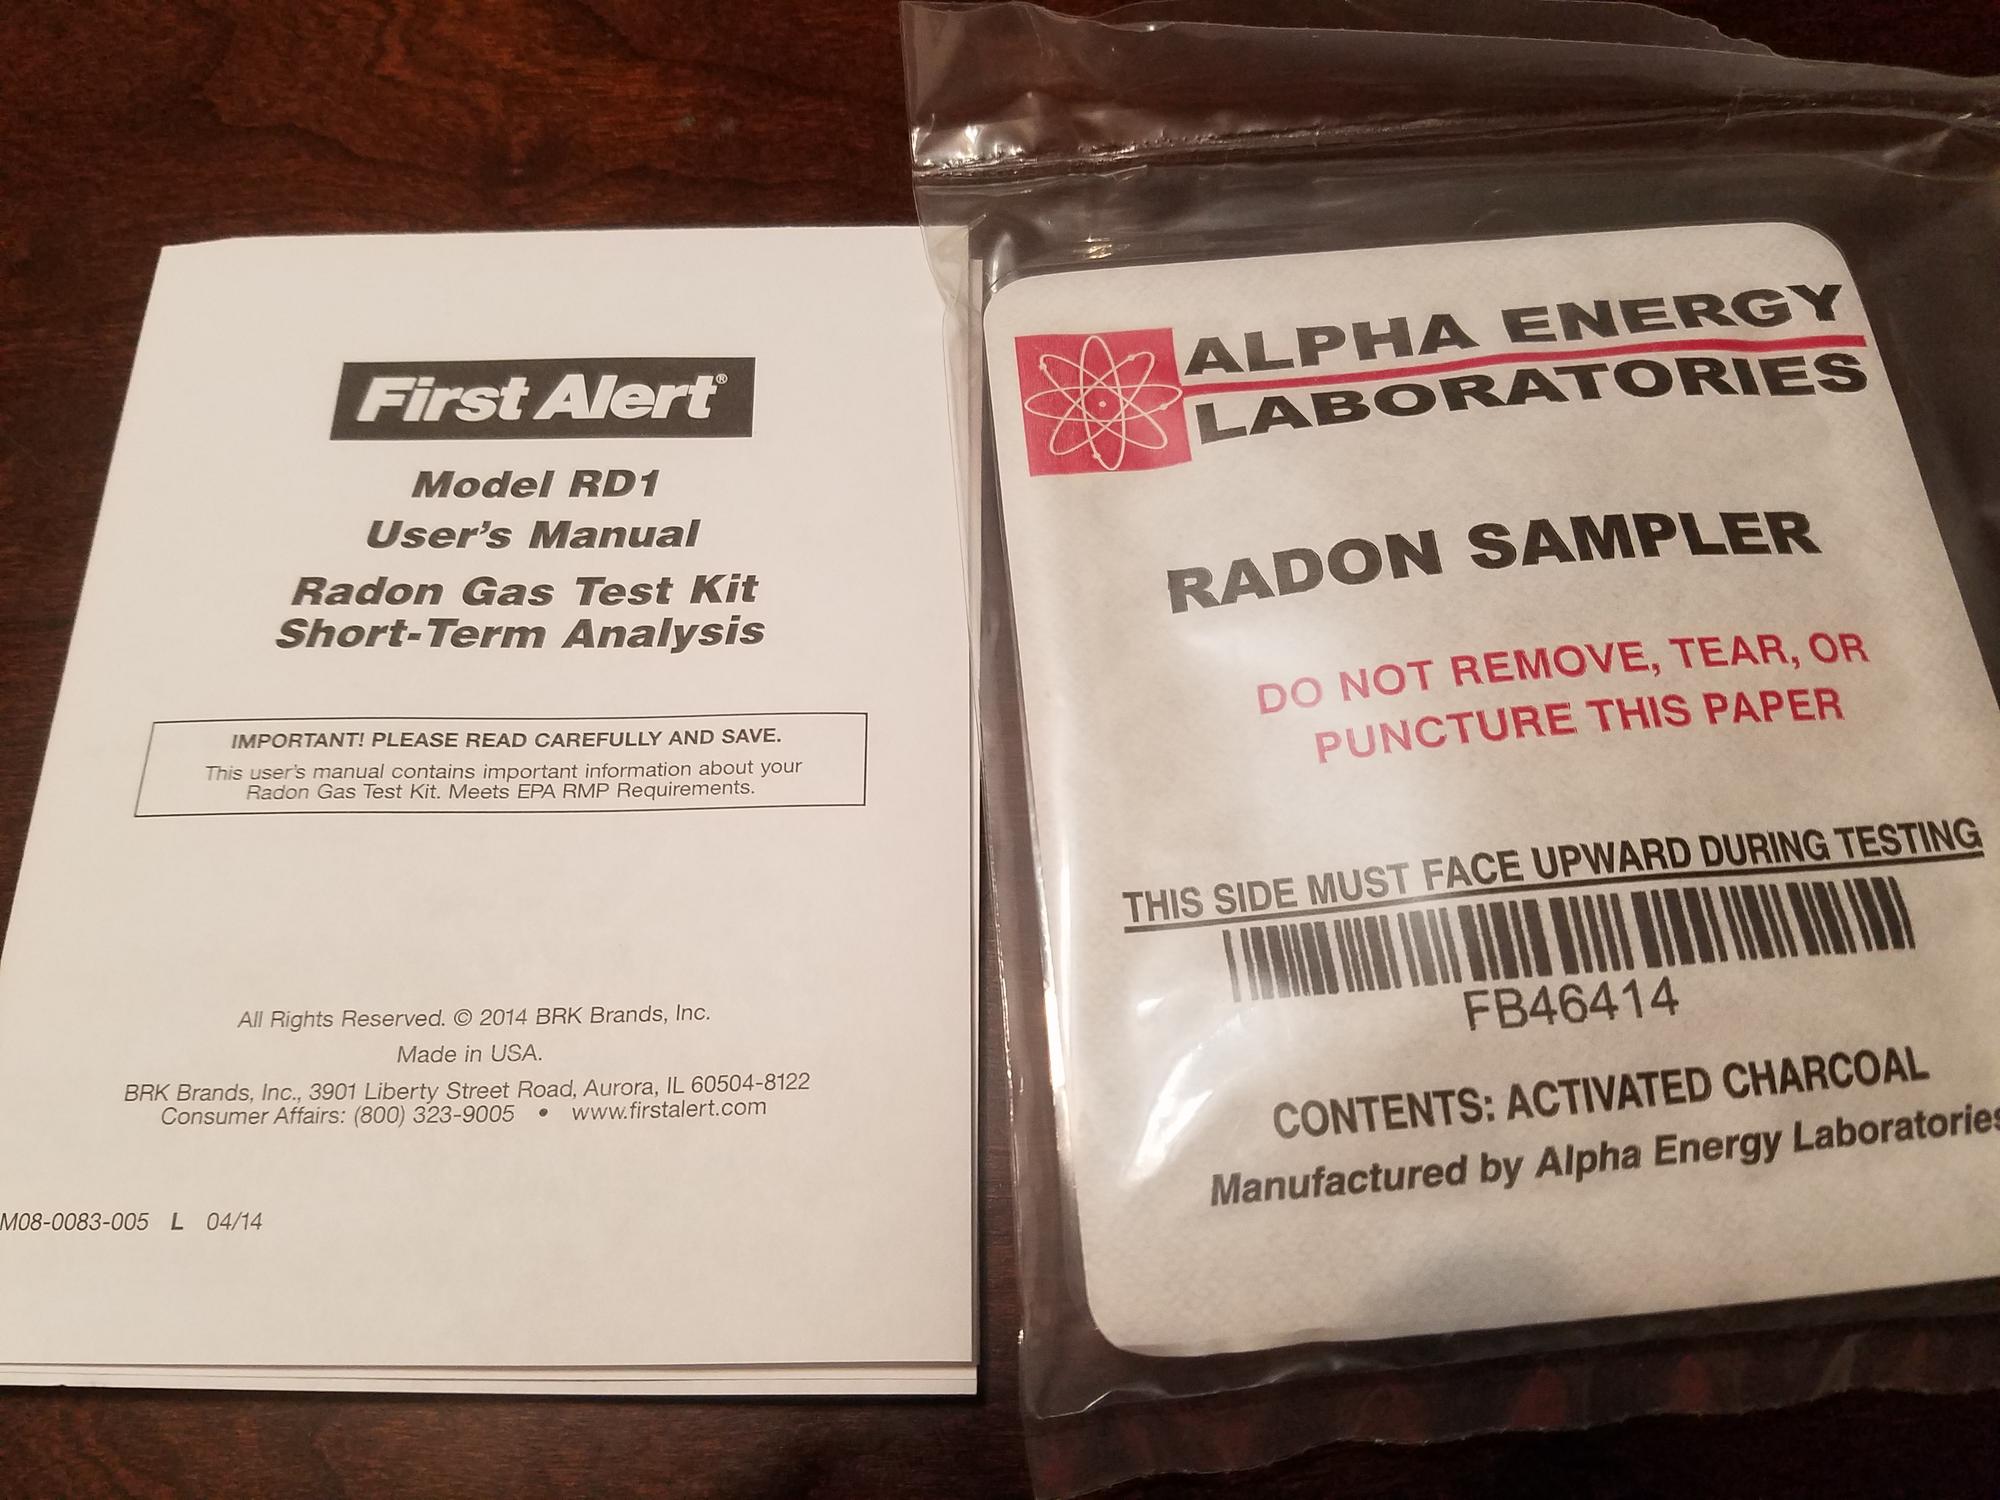 First Alert®
Model RD1
User's Manual
Radon Gas Test Kit
Short-Term Analysis
IMPORTANT! PLEASE READ CAREFULLY AND SAVE.
This user's manual contains important information about your
Radon Gas Test Kit. Meets EPA RMP Requirements.
All Rights Reserved. © 2014 BRK Brands, Inc.
Made in USA.
BRK Brands, Inc., 3901 Liberty Street Road, Aurora, IL 60504-8122
Consumer Affairs: (800) 323-9005 • www.firstalert.com
M08-0083-005 L 04/14
ALPHA ENERGY
LABORATORIES
RADON SAMPLER
DO NOT REMOVE, TEAR, OR
PUNCTURE THIS PAPER
THIS SIDE MUST FACE UPWARD DURING TESTING
FB46414
CONTENTS: ACTIVATED CHARCOAL
Manufactured by Alpha Energy Laboratories